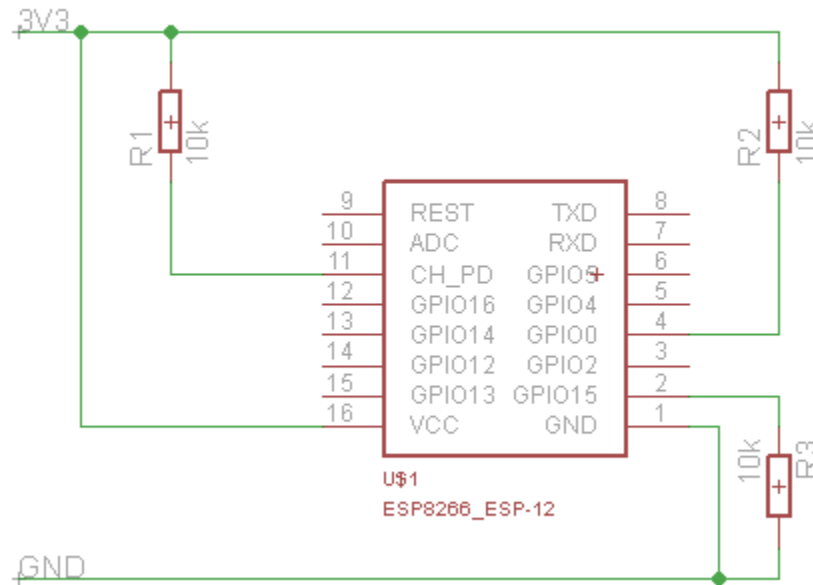 3V3
R1
10k
R2
10k
9 REST TXD 8
10 ADC RXD 7
11 CH_PD GPIO5 6
12 GPIO16 GPIO4 5
13 GPIO14 GPIO0 4
14 GPIO12 GPIO2 3
15 GPIO13 GPIO15 2
16 VCC GND 1
10k
R3
U$1
ESP8266_ESP-12
GND